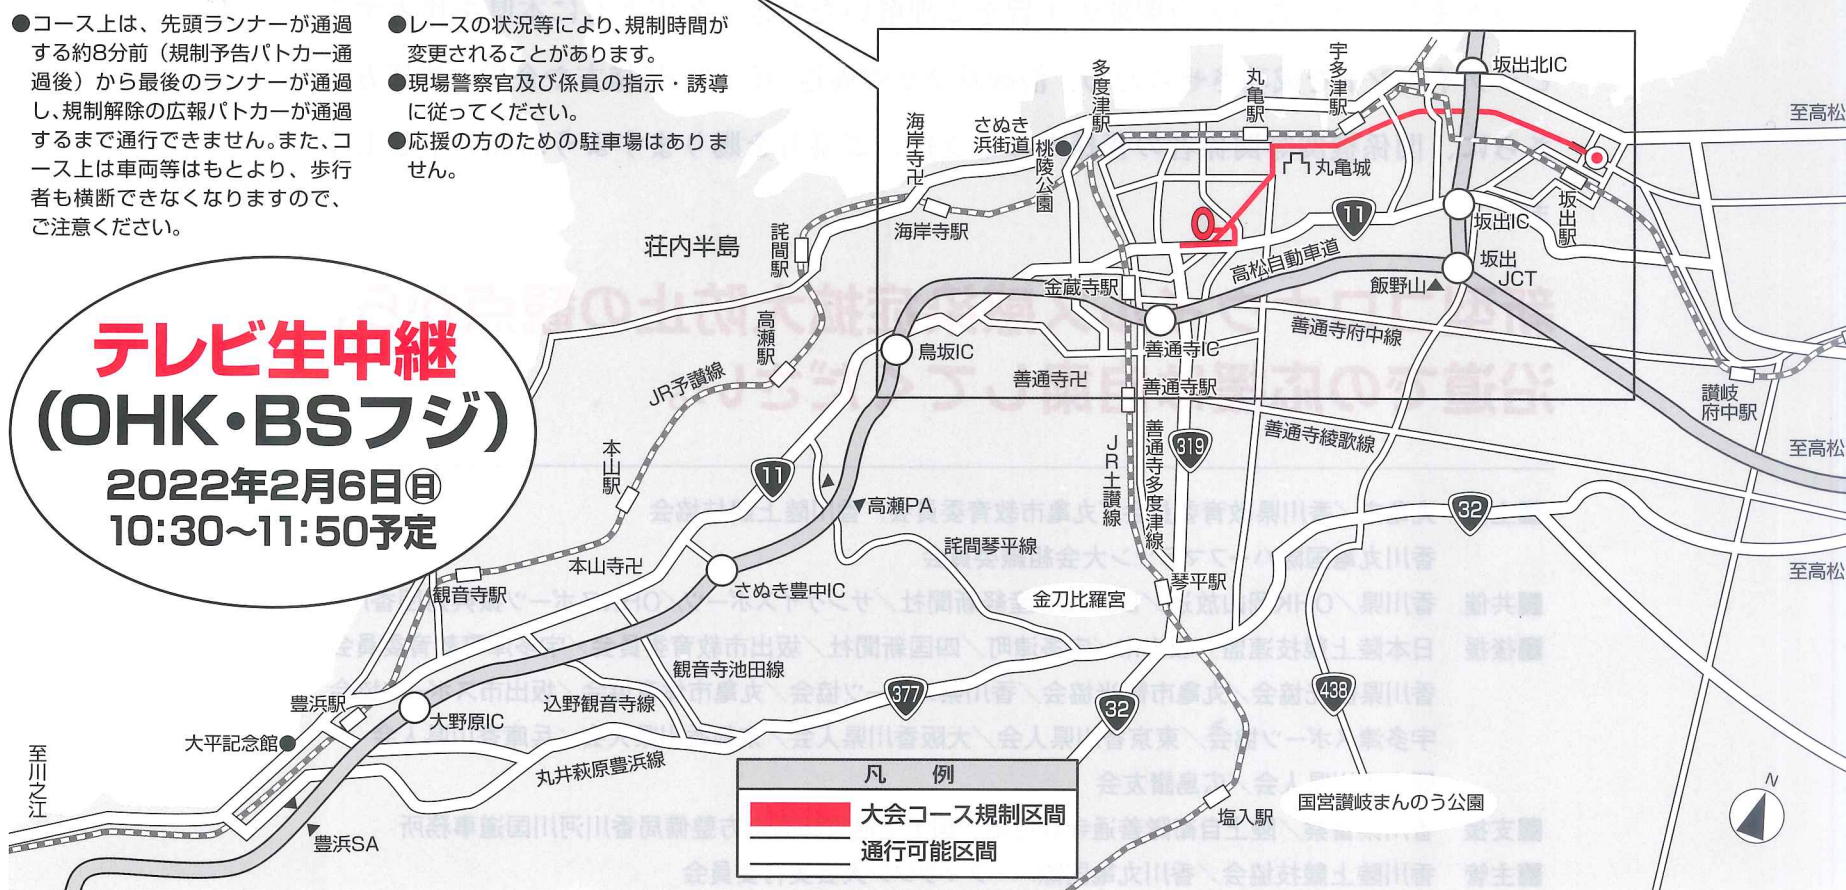 ●コース上は、先頭ランナーが通過
する約8分前（規制予告パトカー通
過後）から最後のランナーが通過
し、規制解除の広報パトカーが通過
するまで通行できません。また、コ
ース上は車両等はもとより、歩行
者も横断できなくなりますので、
ご注意ください。
●レースの状況等により、規制時間が
変更されることがあります。
●現場警察官及び係員の指示・誘導
に従ってください。
●応援の方のための駐車場はありま
せん。
テレビ生中継
(OHK・BSフジ)
2022年2月6日㊐
10:30～11:50予定
坂出北IC
宇多津駅
丸亀駅
多度津駅
至高松
さぬき
浜街道
桃陵公園
海岸寺卍
丸亀城
11
坂出IC
坂出駅
海岸寺駅
荘内半島
詫間駅
高松自動車道
坂出
JCT
飯野山
金蔵寺駅
善通寺府中線
高瀬駅
鳥坂IC
善通寺IC
善通寺卍
善通寺駅
JR予讃線
讃岐
府中駅
善通寺綾歌線
至高松
319
JR土讃線
善通寺多度津線
本山駅
11
高瀬PA
32
詫間琴平線
至高松
本山寺卍
さぬき豊中IC
観音寺駅
琴平駅
金刀比羅宮
観音寺池田線
377
32
438
込野観音寺線
豊浜駅
大野原IC
大平記念館●
丸井萩原豊浜線
至川之江
豊浜SA
凡例
大会コース規制区間
通行可能区間
塩入駅
国営讃岐まんのう公園
N